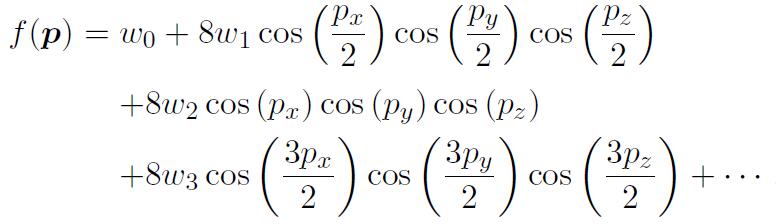 f(p) = w₀ + 8w₁ cos (pₓ/2) cos (p_y/2) cos (p_z/2)
+8w₂ cos (pₓ) cos (p_y) cos (p_z)
+8w₃ cos (3pₓ/2) cos (3p_y/2) cos (3p_z/2) + ⋯